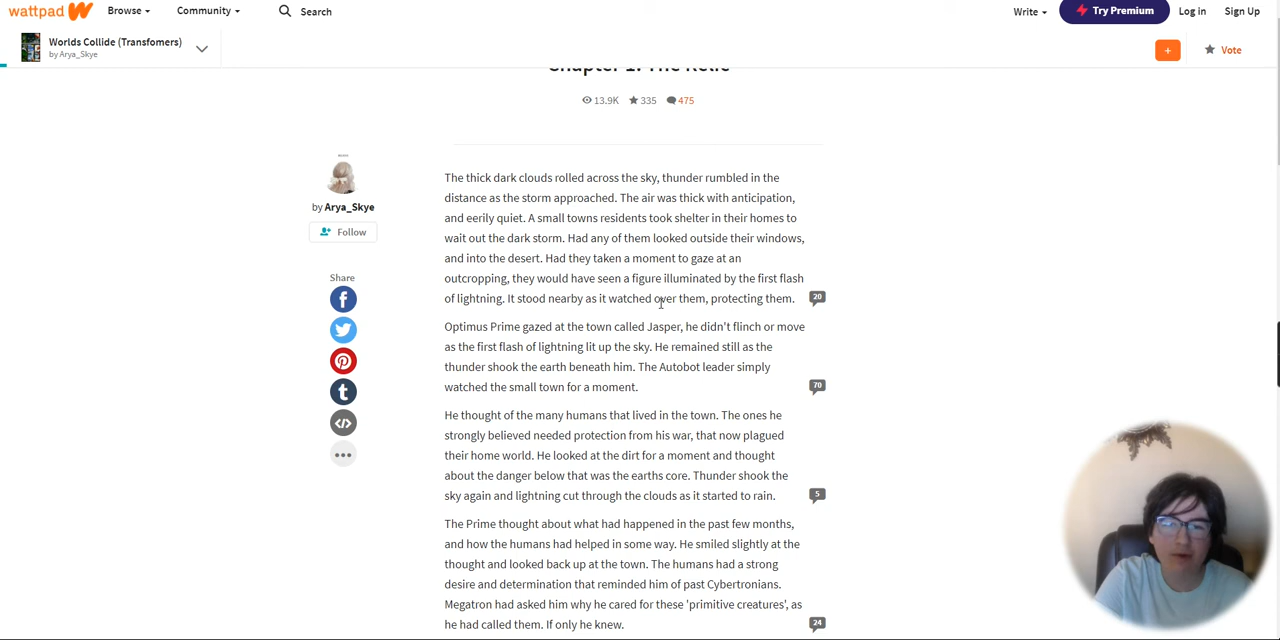 wattpad
Browse
Community
Search
Write
Try Premium
Log in
Sign Up
Worlds Collide (Transfomers)
by Arya_Skye
+
Vote
Chapter 1: The Relic
13.9K
335
475
by Arya_Skye
Follow
Share
The thick dark clouds rolled across the sky, thunder rumbled in the
distance as the storm approached. The air was thick with anticipation,
and eerily quiet. A small towns residents took shelter in their homes to
wait out the dark storm. Had any of them looked outside their windows,
and into the desert. Had they taken a moment to gaze at an
outcropping, they would have seen a figure illuminated by the first flash
of lightning. It stood nearby as it watched over them, protecting them.
20
Optimus Prime gazed at the town called Jasper, he didn't flinch or move
as the first flash of lightning lit up the sky. He remained still as the
thunder shook the earth beneath him. The Autobot leader simply
watched the small town for a moment.
70
He thought of the many humans that lived in the town. The ones he
strongly believed needed protection from his war, that now plagued
their home world. He looked at the dirt for a moment and thought
about the danger below that was the earths core. Thunder shook the
sky again and lightning cut through the clouds as it started to rain.
5
The Prime thought about what had happened in the past few months,
and how the humans had helped in some way. He smiled slightly at the
thought and looked back up at the town. The humans had a strong
desire and determination that reminded him of past Cybertronians.
Megatron had asked him why he cared for these 'primitive creatures', as
he had called them. If only he knew.
24